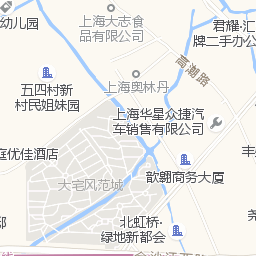 上海大志食
品有限公司
君耀·汇
牌二手办公
幼儿园
高潮路
上海奥林丹
五四村新
村民姐妹园
上海华星众捷汽
车销售有限公司
庭优佳酒店
丰
大宅风范城
歆翱商务大厦
北虹桥·
绿地新都会
邸